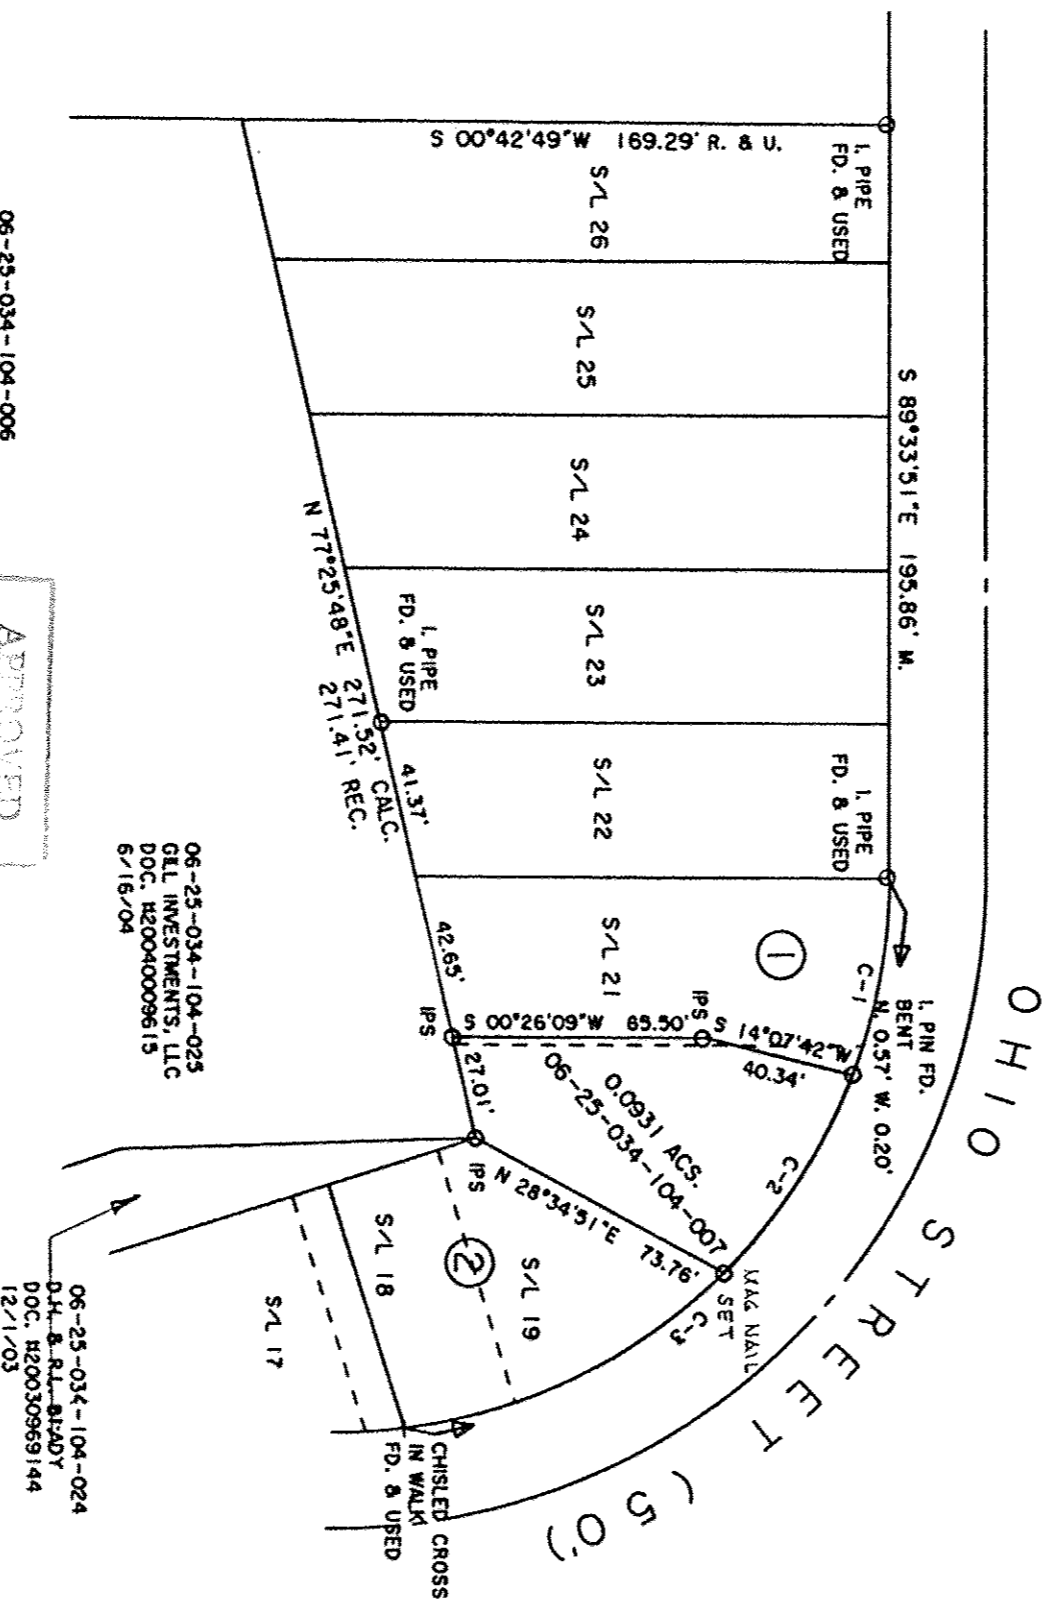 OHIO STREET (50')
S 89°33'51"E 195.86' M.
I. PIPE
FD. & USED
S 00°42'49"W 169.29' R. & U.
S/L 26
S/L 25
S/L 24
S/L 23
S/L 22
S/L 21
I. PIPE
FD. & USED
I. PIN FD.
BENT
N. 0.57' W. 0.20'
C-1
1
IPS
S 14°07'42"W
40.34'
S 00°26'09"W 65.50'
C-2
0.0931 ACS.
06-25-034-104-007
MAG NAIL
SET
C-3
N 28°34'51"E 73.76'
I. PIPE
FD. & USED
N 77°25'48"E 271.52' CALC.
271.41' REC.
41.37'
42.65'
IPS
27.01'
IPS
S/L 19
2
S/L 18
S/L 17
CHISLED CROSS
IN WALK
FD. & USED
06-25-034-104-025
GILL INVESTMENTS, LLC
DOC. #200400009615
6/16/04
06-25-034-104-024
D.H. & R.L. BRADY
DOC. #200300969144
12/1/03
06-25-034-104-006
APPROVED